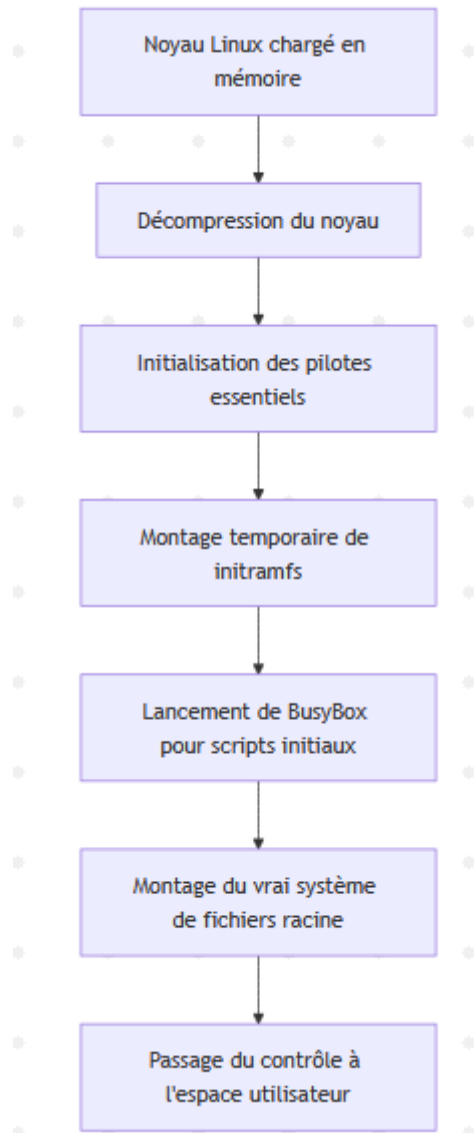 Noyau Linux chargé en
mémoire
Décompression du noyau
Initialisation des pilotes
essentiels
Montage temporaire de
initramfs
Lancement de BusyBox
pour scripts initiaux
Montage du vrai système
de fichiers racine
Passage du contrôle à
l'espace utilisateur